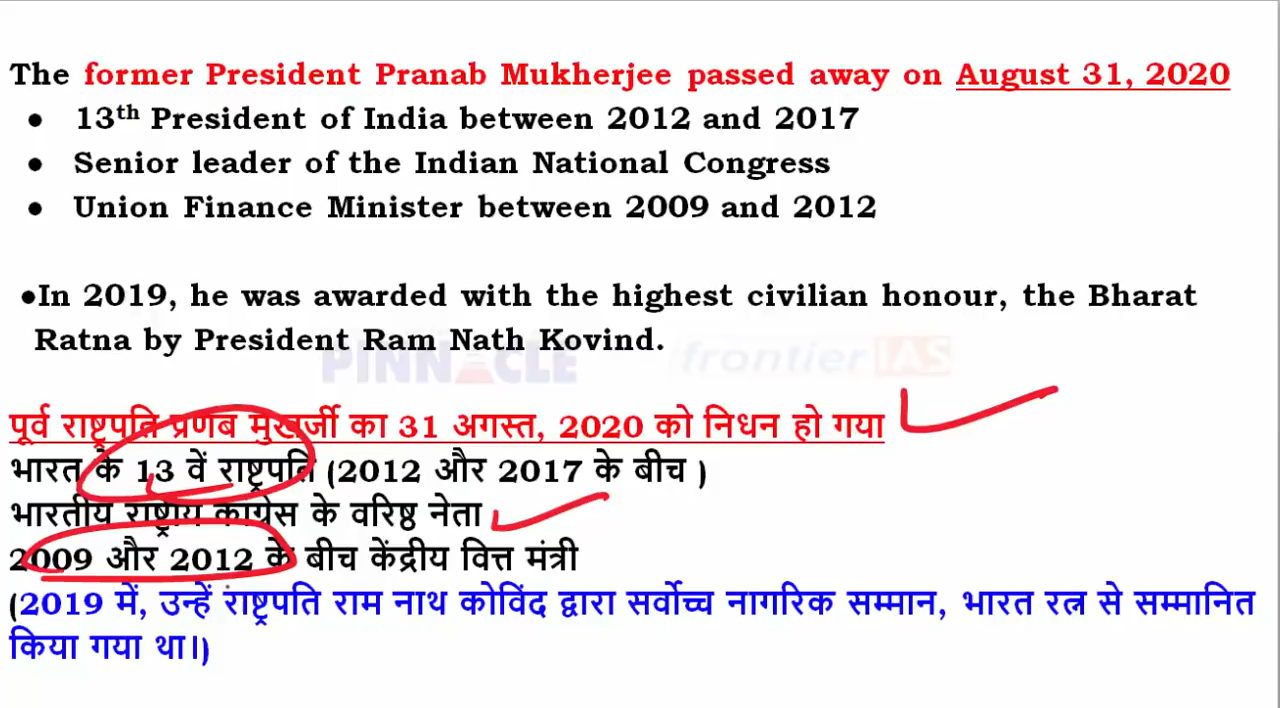 The former President Pranab Mukherjee passed away on August 31, 2020
● 13th President of India between 2012 and 2017
● Senior leader of the Indian National Congress
● Union Finance Minister between 2009 and 2012
●In 2019, he was awarded with the highest civilian honour, the Bharat
Ratna by President Ram Nath Kovind.
PINNACLE frontier IAS
पूर्व राष्ट्रपति प्रणब मुखर्जी का 31 अगस्त, 2020 को निधन हो गया
भारत के 13 वें राष्ट्रपति (2012 और 2017 के बीच )
भारतीय राष्ट्रीय कांग्रेस के वरिष्ठ नेता
2009 और 2012 के बीच केंद्रीय वित्त मंत्री
(2019 में, उन्हें राष्ट्रपति राम नाथ कोविंद द्वारा सर्वोच्च नागरिक सम्मान, भारत रत्न से सम्मानित
किया गया था।)